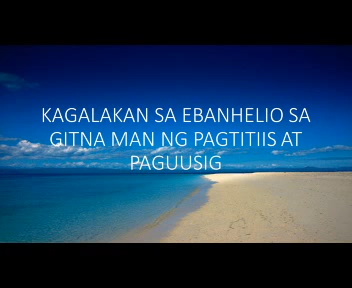 KAGALAKAN SA EBANHELIO SA
GITNA MAN NG PAGTITIIS AT
PAGUUSIG